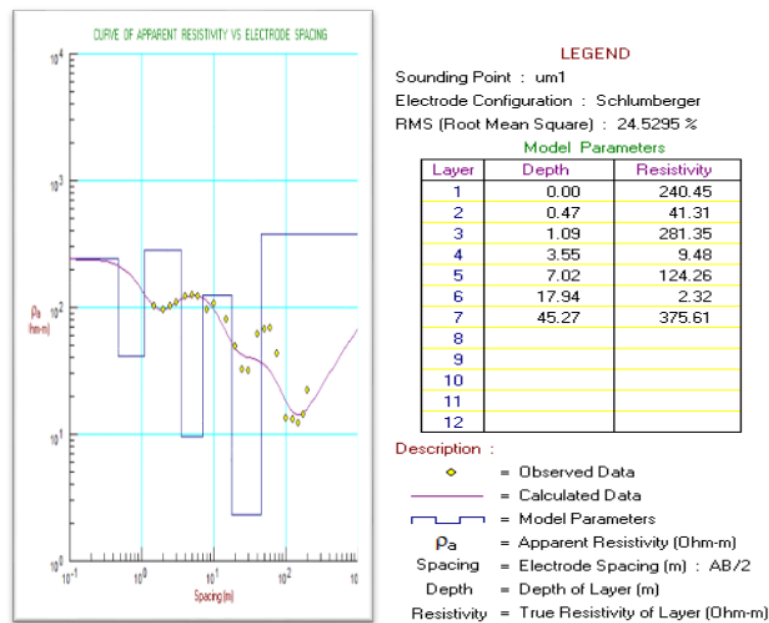 CURVE OF APPARENT RESISTIVITY VS ELECTRODE SPACING
10^4
10^3
10^2
10^1
10^0
ρa
(Ohm-m)
10^-1 10^0 10^1 10^2 10
Spacing (m)
LEGEND
Sounding Point : um1
Electrode Configuration : Schlumberger
RMS (Root Mean Square) : 24.5295 %
Model Parameters
Layer Depth Resistivity
1 0.00 240.45
2 0.47 41.31
3 1.09 281.35
4 3.55 9.48
5 7.02 124.26
6 17.94 2.32
7 45.27 375.61
8
9
10
11
12
Description :
= Observed Data
= Calculated Data
= Model Parameters
ρa = Apparent Resistivity (Ohm-m)
Spacing = Electrode Spacing (m) : AB/2
Depth = Depth of Layer (m)
Resistivity = True Resistivity of Layer (Ohm-m)